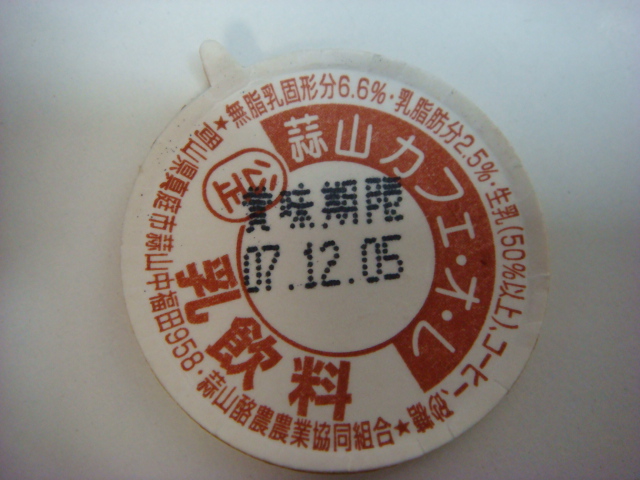 ★無脂乳固形分6.6%・乳脂肪分2.5%・生乳(50%以上)、コーヒー、砂糖
蒜山カフェ・オ・レ
公正
賞味期限
07.12.05
乳飲料
岡山県真庭市蒜山中福田958・蒜山酪農農業協同組合★